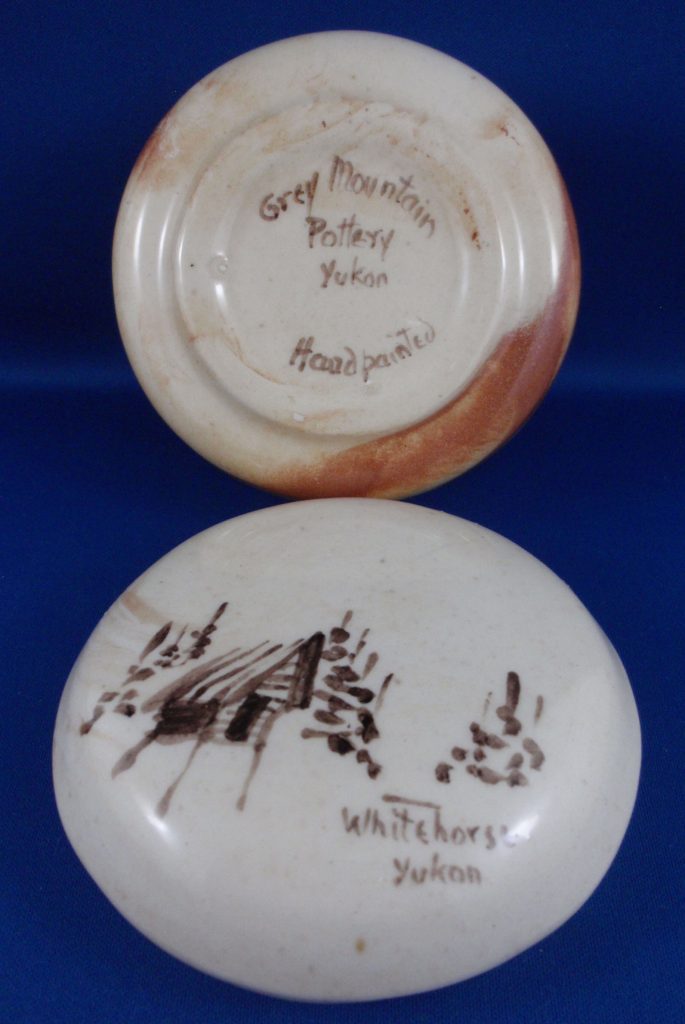 Grey Mountain
Pottery
Yukon
Handpainted
Whitehorse
Yukon